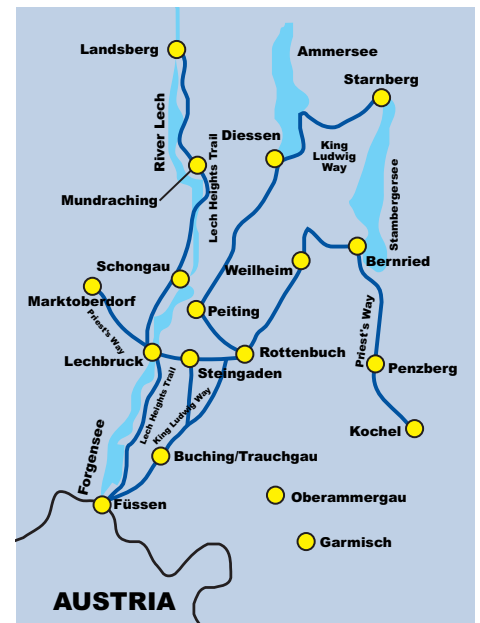 Landsberg
Ammersee
Starnberg
River Lech
Diessen
King
Ludwig
Way
Lech Heights Trail
Mundraching
Stambergersee
Schongau
Weilheim
Bernried
Marktoberdorf
Peiting
Priest's Way
Priest's Way
Lechbruck
Rottenbuch
Steingaden
Penzberg
Lech Heights Trail
King Ludwig Way
Kochel
Forgensee
Buching/Trauchgau
Oberammergau
Füssen
Garmisch
AUSTRIA